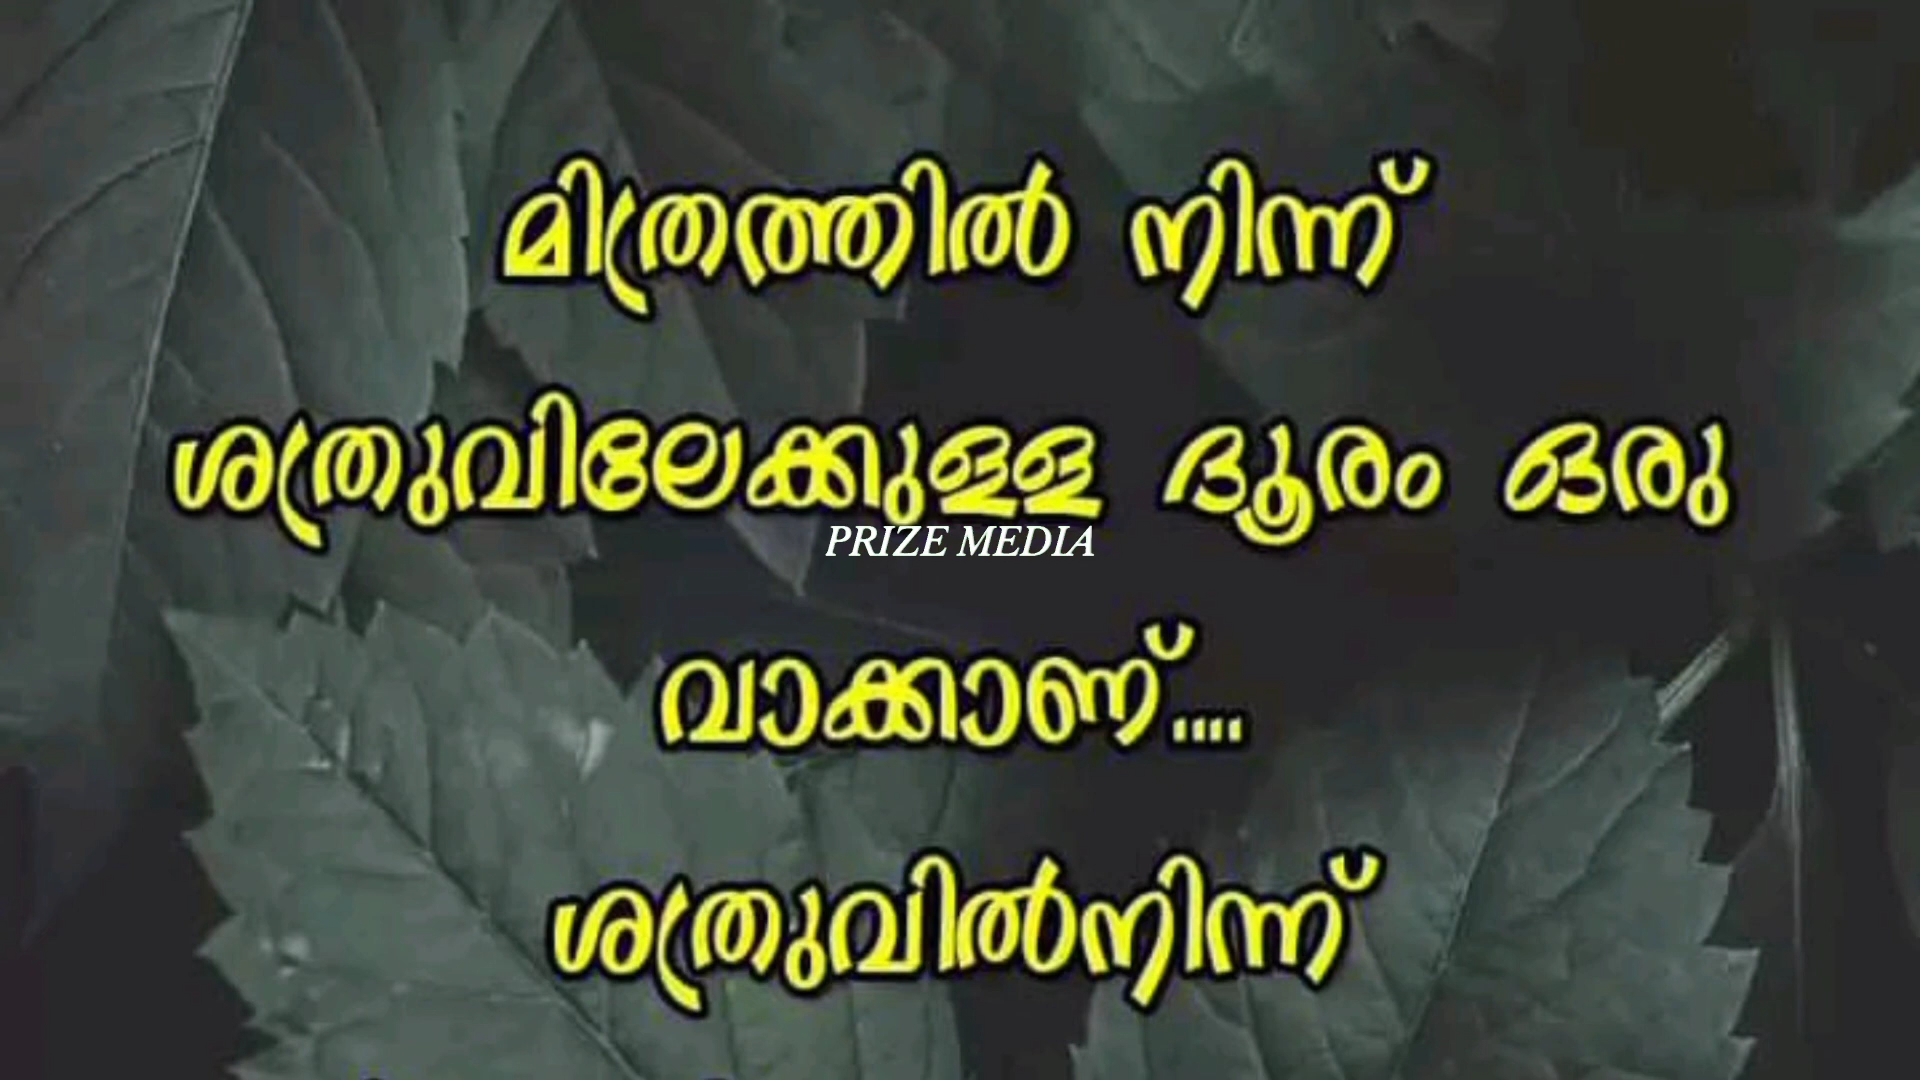 മിത്രത്തിൽ നിന്ന്
ശത്രുവിലേക്കുള്ള ദൂരം ഒരു
PRIZE MEDIA
വാക്കാണ്....
ശത്രുവിൽനിന്ന്